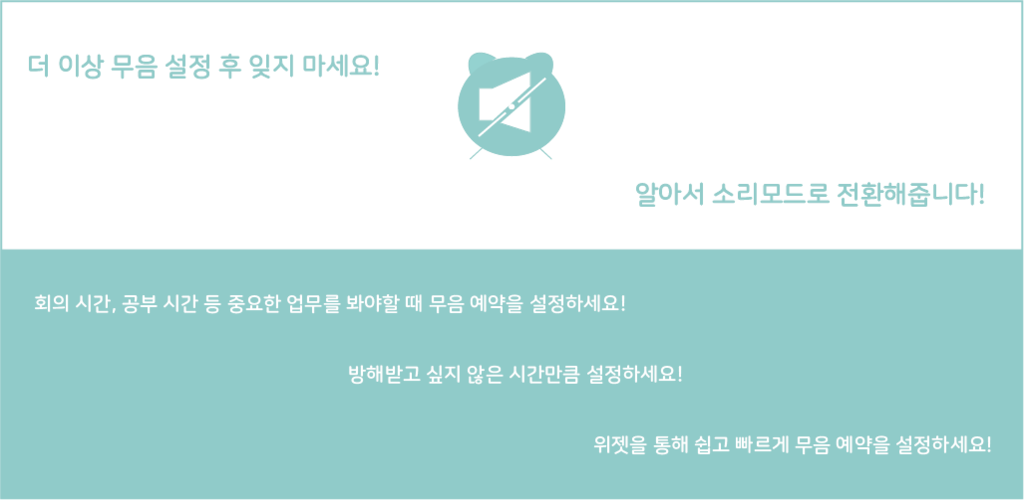 더 이상 무음 설정 후 잊지 마세요!
알아서 소리모드로 전환해줍니다!
회의 시간, 공부 시간 등 중요한 업무를 봐야할 때 무음 예약을 설정하세요!
방해받고 싶지 않은 시간만큼 설정하세요!
위젯을 통해 쉽고 빠르게 무음 예약을 설정하세요!